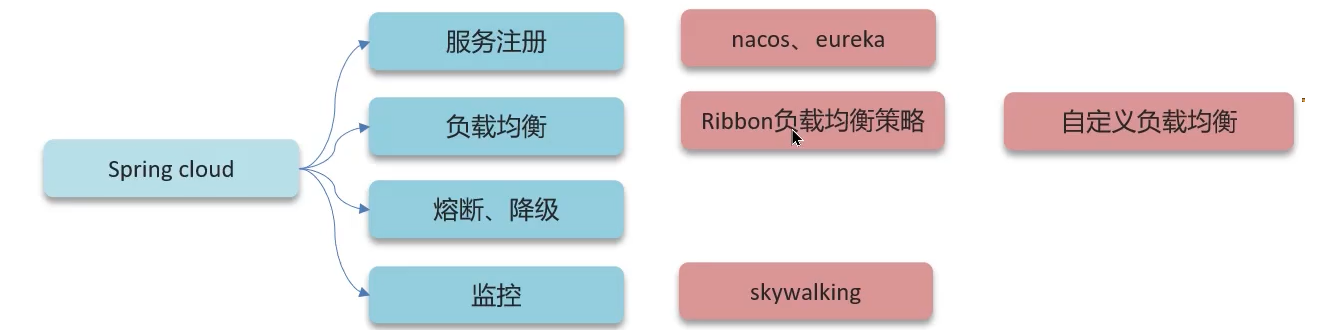 服务注册
nacos、eureka
负载均衡
Ribbon负载均衡策略
自定义负载均衡
Spring cloud
熔断、降级
监控
skywalking